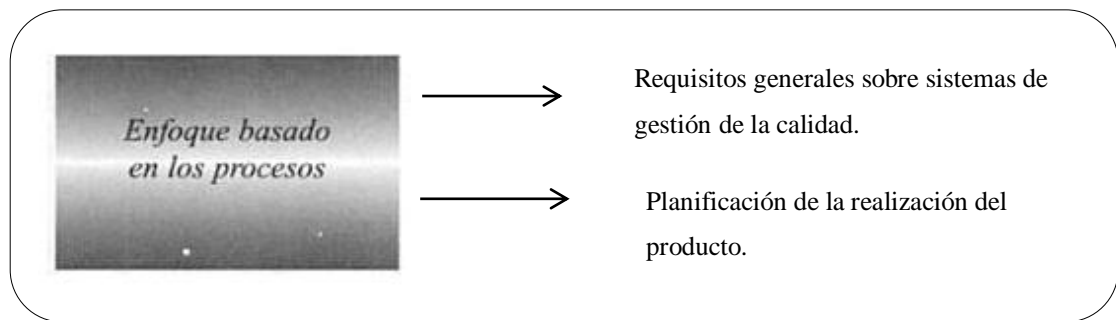 Enfoque basado
en los procesos
Requisitos generales sobre sistemas de
gestión de la calidad.
Planificación de la realización del
producto.